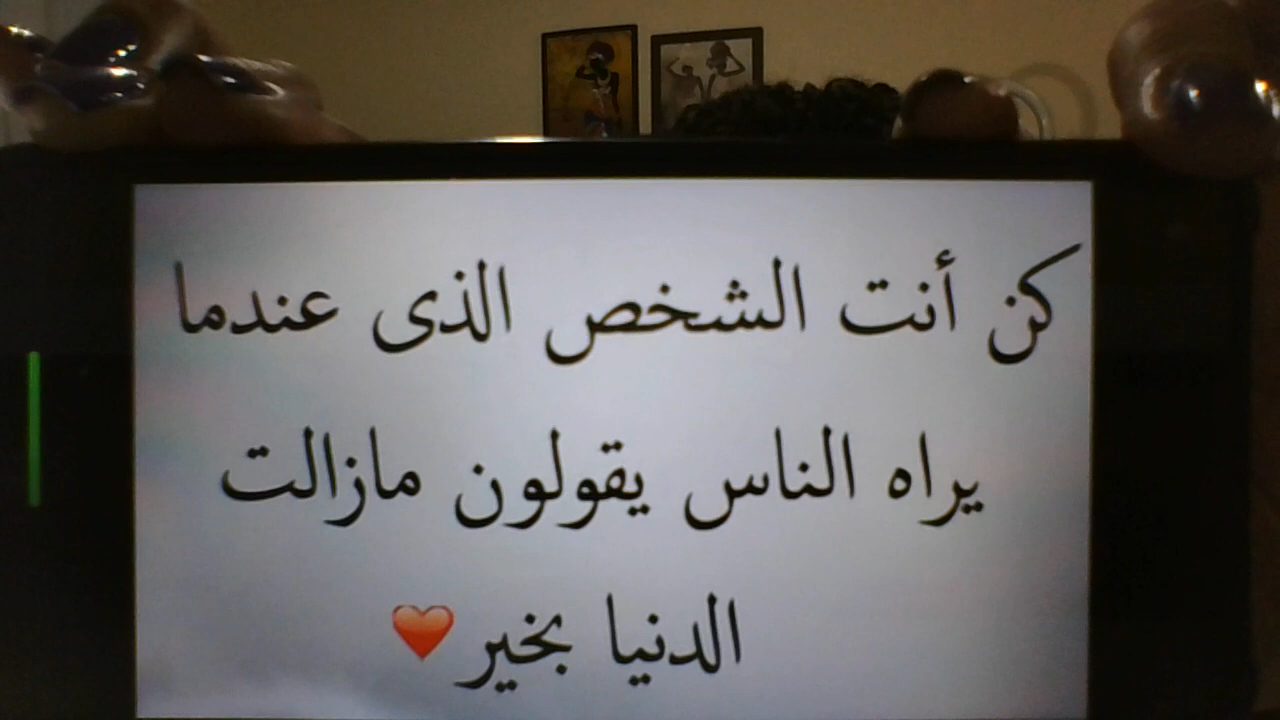 كن أنت الشخص الذى عندما
يراه الناس يقولون مازالت
الدنيا بخير❤️